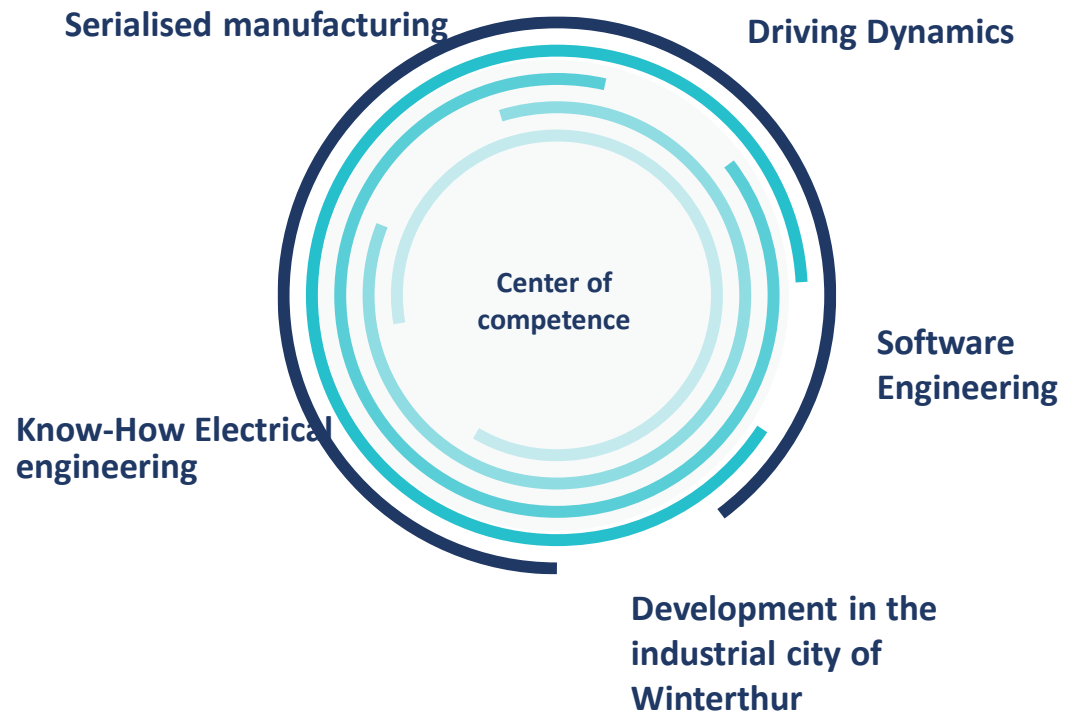 Serialised manufacturing
Driving Dynamics
Center of
competence
Software
Engineering
Know-How Electrical
engineering
Development in the
industrial city of
Winterthur